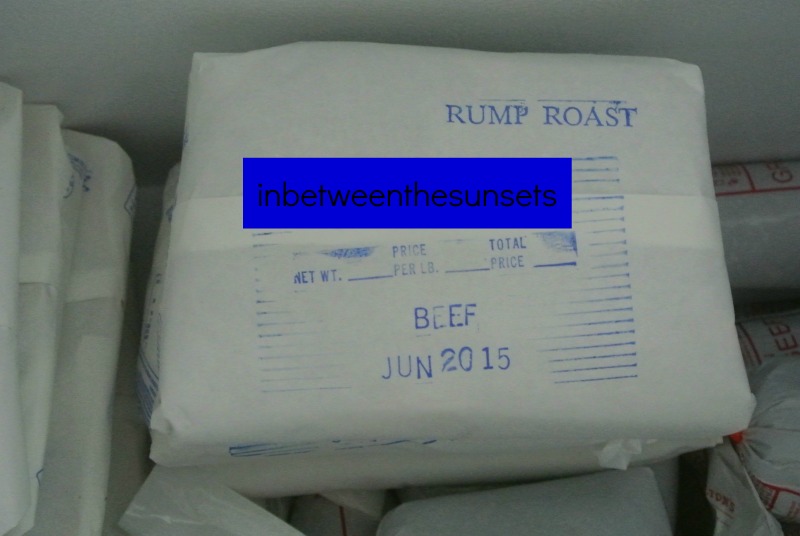 RUMP ROAST
inbetweenthesunsets
PRICE TOTAL
NET WT. PER LB. PRICE
BEEF
JUN 2015